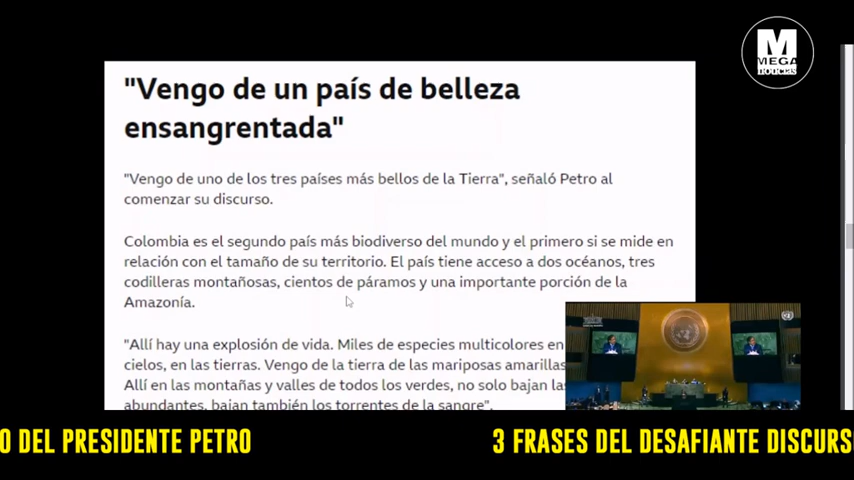 M
MEGA
noticias
"Vengo de un país de belleza
ensangrentada"
"Vengo de uno de los tres países más bellos de la Tierra", señaló Petro al
comenzar su discurso.
Colombia es el segundo país más biodiverso del mundo y el primero si se mide en
relación con el tamaño de su territorio. El país tiene acceso a dos océanos, tres
codilleras montañosas, cientos de páramos y una importante porción de la
Amazonía.
"Allí hay una explosión de vida. Miles de especies multicolores en
cielos, en las tierras. Vengo de la tierra de las mariposas amarillas
Allí en las montañas y valles de todos los verdes, no solo bajan las
abundantes, bajan también los torrentes de la sangre".
O DEL PRESIDENTE PETRO
3 FRASES DEL DESAFIANTE DISCURS